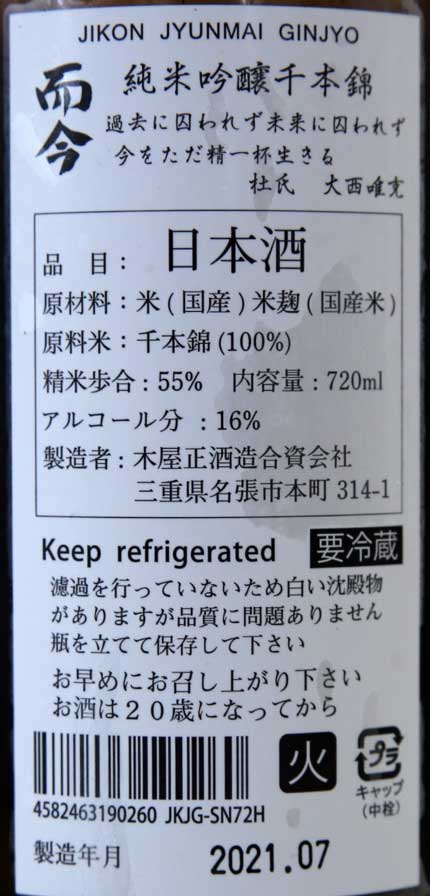 JIKON JYUNMAI GINJYO
而今
純米吟醸千本錦
過去に囚われず未来に囚われず
今をただ精一杯生きる
杜氏 大西唯克
日本酒
品 目：
原材料：米(国産)米麹(国産米)
原料米：千本錦(100%)
精米歩合：55% 内容量：720ml
アルコール分 ：16%
製造者：木屋正酒造合資会社
三重県名張市本町 314-1
Keep refrigerated 要冷蔵
濾過を行っていないため白い沈殿物
がありますが品質に問題ありません
瓶を立てて保存して下さい
お早めにお召し上がり下さい
お酒は２０歳になってから
火
プラ
キャップ
(中栓)
4582463190260 JKJG-SN72H
製造年月 2021.07